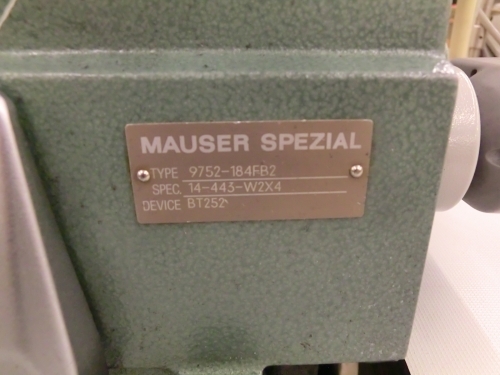 MAUSER SPEZIAL
TYPE 9752-184FB2
SPEC. 14-443-W2X4
DEVICE BT252